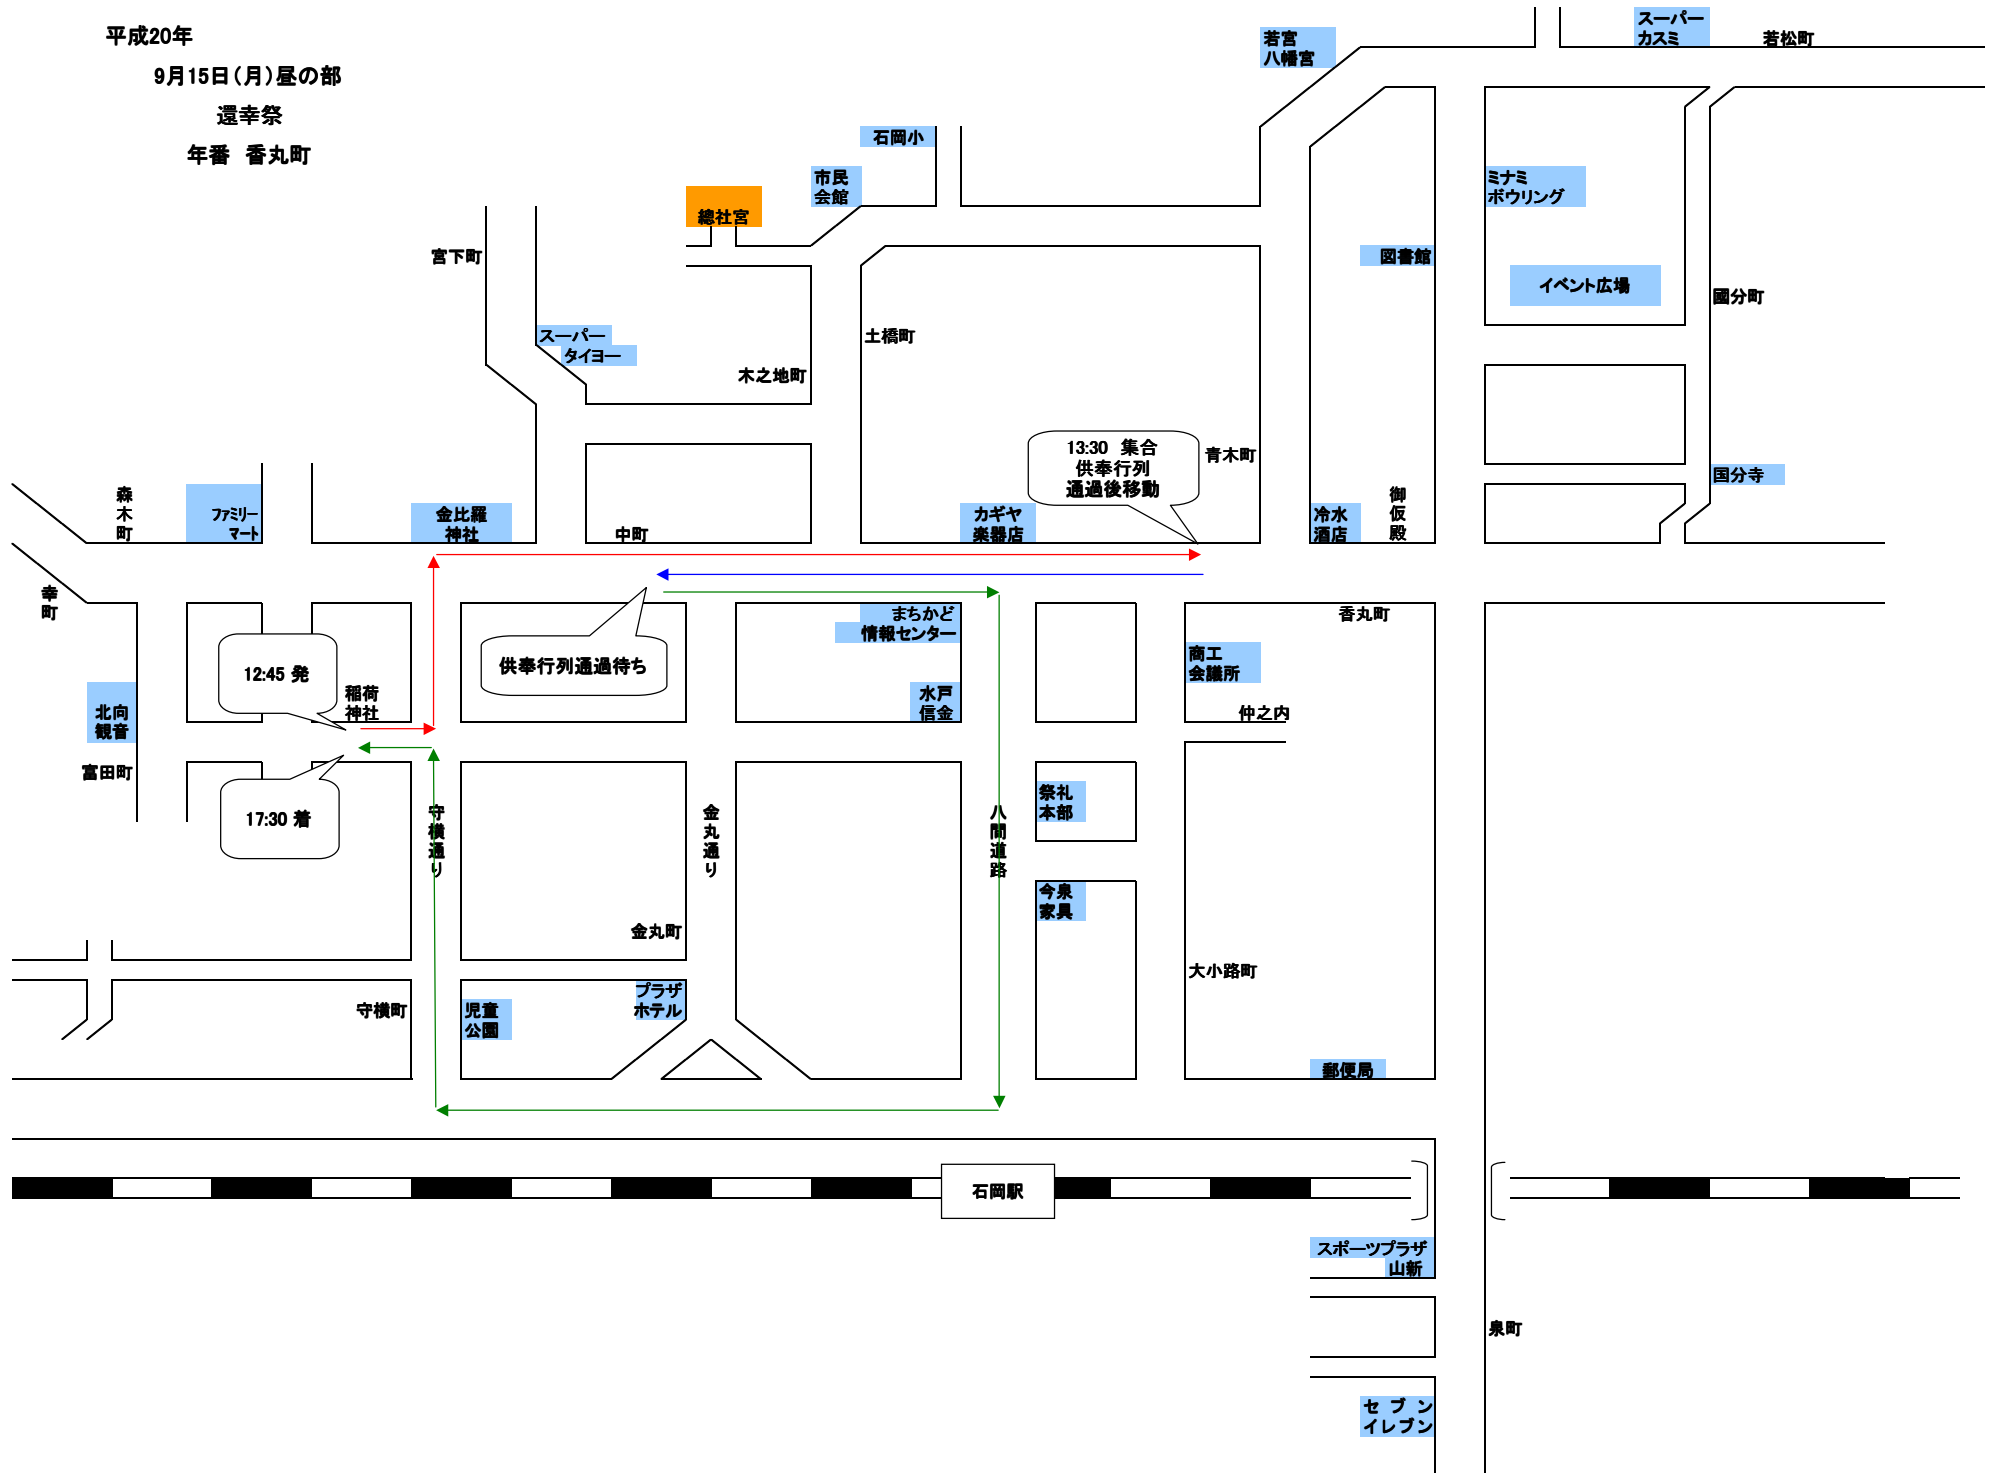 平成20年
9月15日(月)昼の部
還幸祭
年番 香丸町
若宮
八幡宮
スーパー
カスミ
若松町
石岡小
市民
会館
總社宮
ミナミ
ボウリング
宮下町
図書館
イベント広場
國分町
スーパー
タイヨー
土橋町
木之地町
13:30 集合
供奉行列
通過後移動
青木町
国分寺
森木町
ファミリー
マート
金比羅
神社
中町
カギヤ
楽器店
冷水
酒店
御仮殿
幸町
まちかど
情報センター
香丸町
12:45 発
供奉行列通過待ち
商工
会議所
稲荷
神社
水戸
信金
仲之内
北向
観音
富田町
17:30 着
守横通り
金丸通り
八間道路
祭礼
本部
今泉
家具
金丸町
大小路町
守横町
児童
公園
プラザ
ホテル
郵便局
石岡駅
スポーツプラザ
山新
泉町
セブン
イレブン